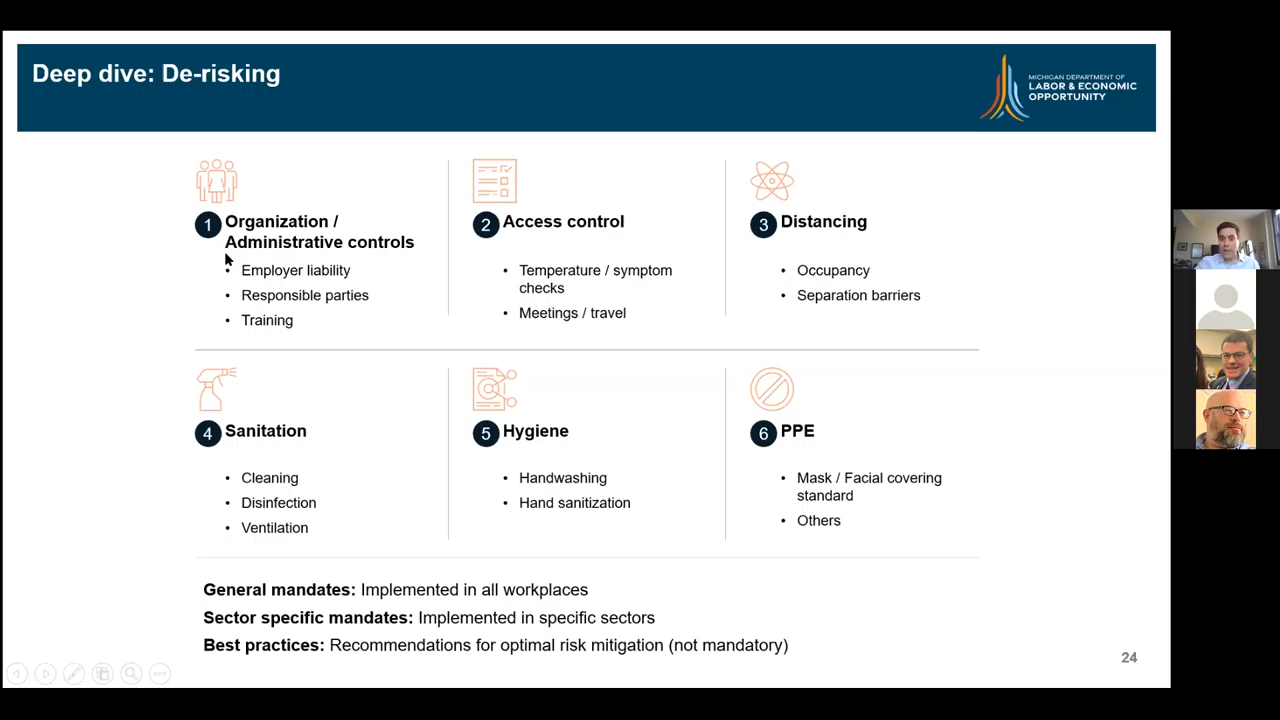 Deep dive: De-risking
MICHIGAN DEPARTMENT OF
LABOR & ECONOMIC
OPPORTUNITY
1 Organization /
Administrative controls
• Employer liability
• Responsible parties
• Training
2 Access control
• Temperature / symptom
checks
• Meetings / travel
3 Distancing
• Occupancy
• Separation barriers
4 Sanitation
• Cleaning
• Disinfection
• Ventilation
5 Hygiene
• Handwashing
• Hand sanitization
6 PPE
• Mask / Facial covering
standard
• Others
General mandates: Implemented in all workplaces
Sector specific mandates: Implemented in specific sectors
Best practices: Recommendations for optimal risk mitigation (not mandatory)
24